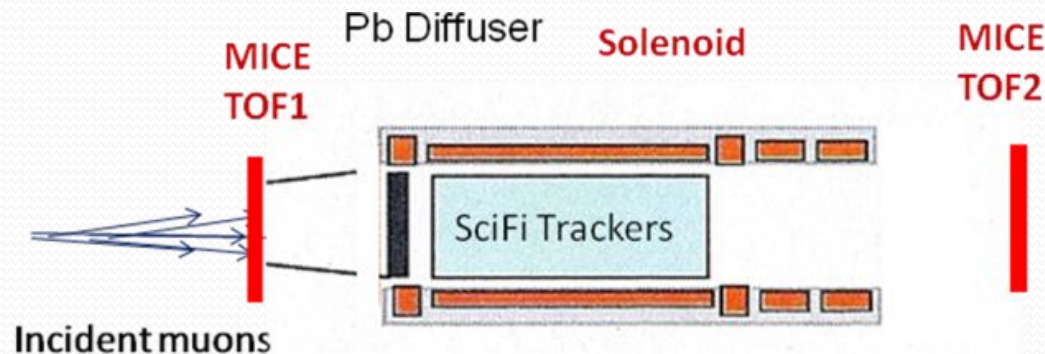 Pb Diffuser
Solenoid
MICE
TOF1
MICE
TOF2
SciFi Trackers
Incident muons